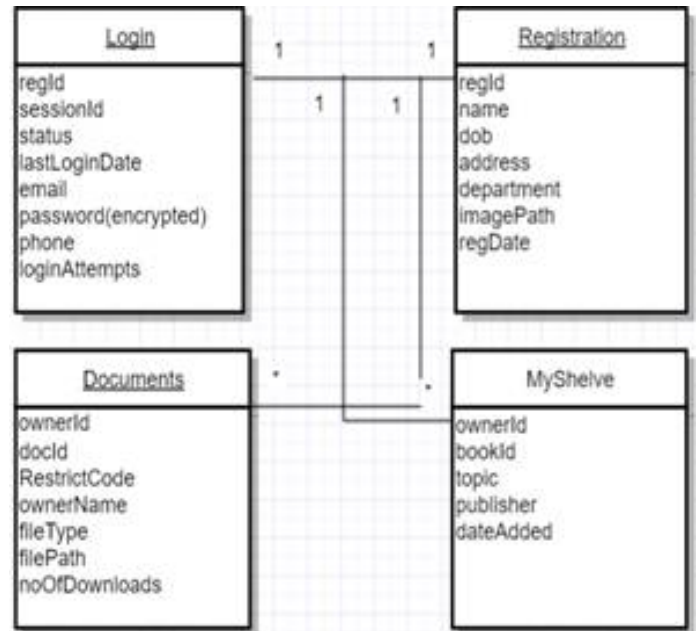 Login
regId
sessionId
status
lastLoginDate
email
password(encrypted)
phone
loginAttempts
1
1
1
1
Registration
regId
name
dob
address
department
imagePath
regDate
Documents
ownerId
docId
RestrictCode
ownerName
fileType
filePath
noOfDownloads
*
*
MyShelve
ownerId
bookId
topic
publisher
dateAdded